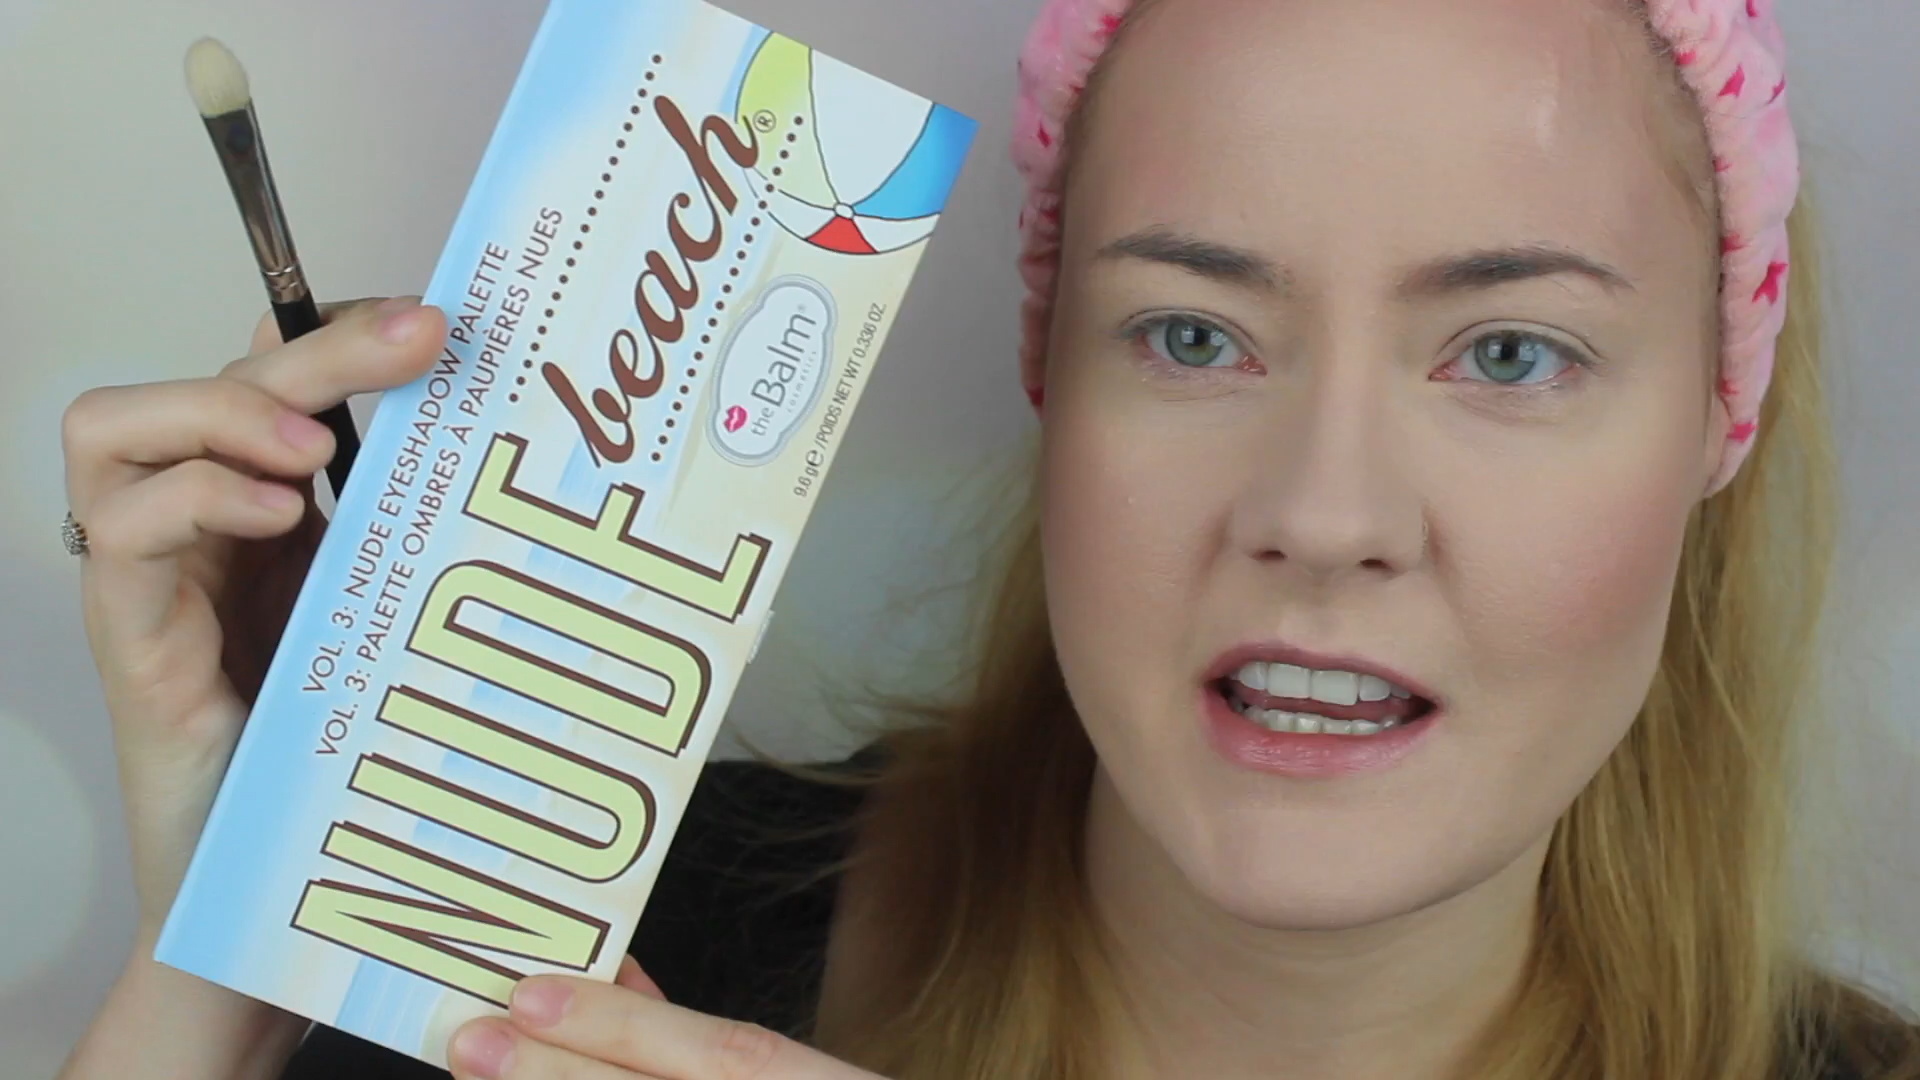 VOL. 3: NUDE EYESHADOW PALETTE
VOL. 3: PALETTE OMBRES À PAUPIÈRES NUES
NUDE beach®
theBalm®
cosmetics
9.6 g e /POIDS NET WT 0.336 OZ.